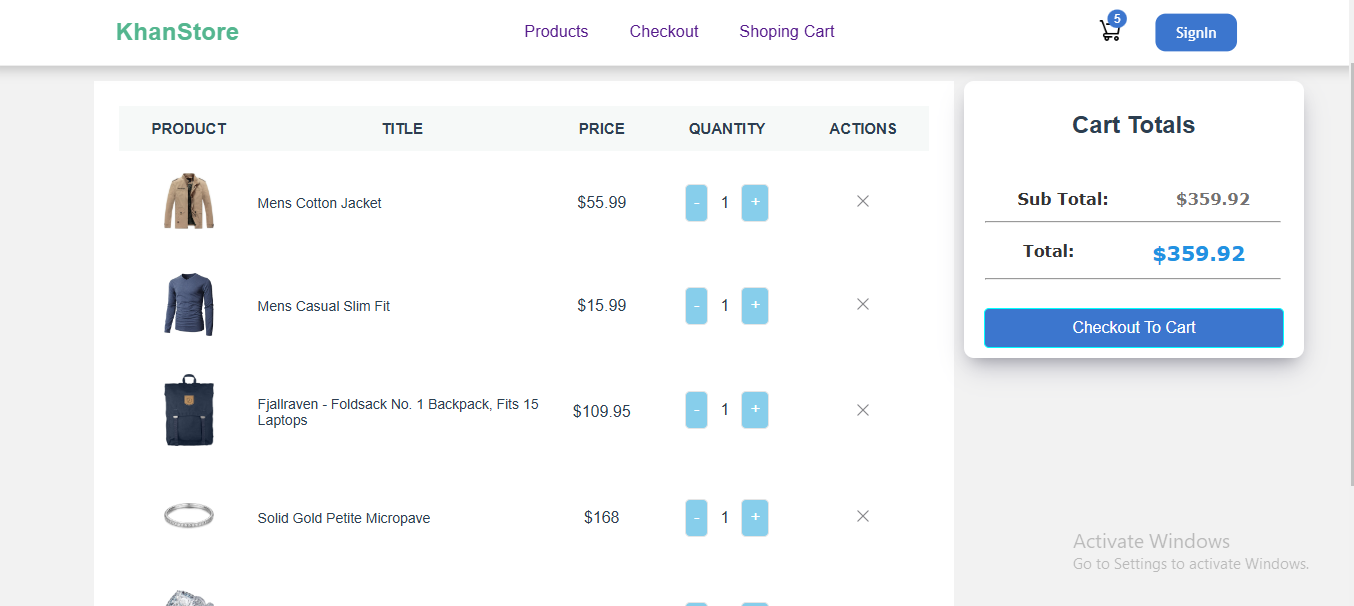 KhanStore
Products Checkout Shoping Cart
5
SignIn
PRODUCT TITLE PRICE QUANTITY ACTIONS
Mens Cotton Jacket $55.99 - 1 +
Mens Casual Slim Fit $15.99 - 1 +
Fjallraven - Foldsack No. 1 Backpack, Fits 15
Laptops
$109.95 - 1 +
Solid Gold Petite Micropave $168 - 1 +
Cart Totals
Sub Total: $359.92
Total: $359.92
Checkout To Cart
Activate Windows
Go to Settings to activate Windows.